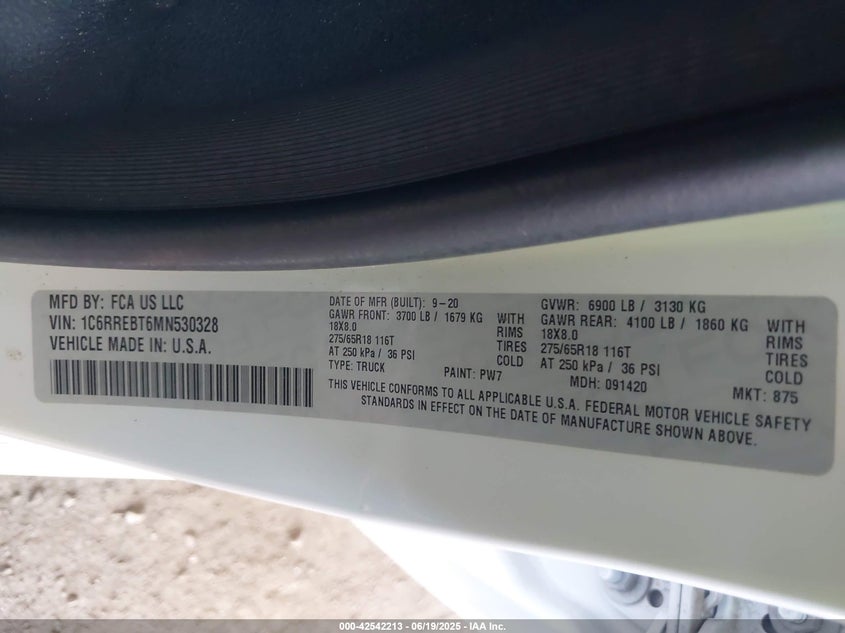 MFD BY: FCA US LLC
VIN: 1C6RREBT6MN530328
VEHICLE MADE IN: U.S.A.
DATE OF MFR (BUILT): 9-20
GAWR FRONT: 3700 LB / 1679 KG WITH
18X8.0 RIMS
275/65R18 116T TIRES
AT 250 kPa / 36 PSI COLD
TYPE: TRUCK PAINT: PW7
GVWR: 6900 LB / 3130 KG
GAWR REAR: 4100 LB / 1860 KG WITH
18X8.0 RIMS
275/65R18 116T TIRES
AT 250 kPa / 36 PSI COLD
MDH: 091420 MKT: 875
THIS VEHICLE CONFORMS TO ALL APPLICABLE U.S.A. FEDERAL MOTOR VEHICLE SAFETY
STANDARDS IN EFFECT ON THE DATE OF MANUFACTURE SHOWN ABOVE.
000-42542213 - 06/19/2025 - IAA Inc.